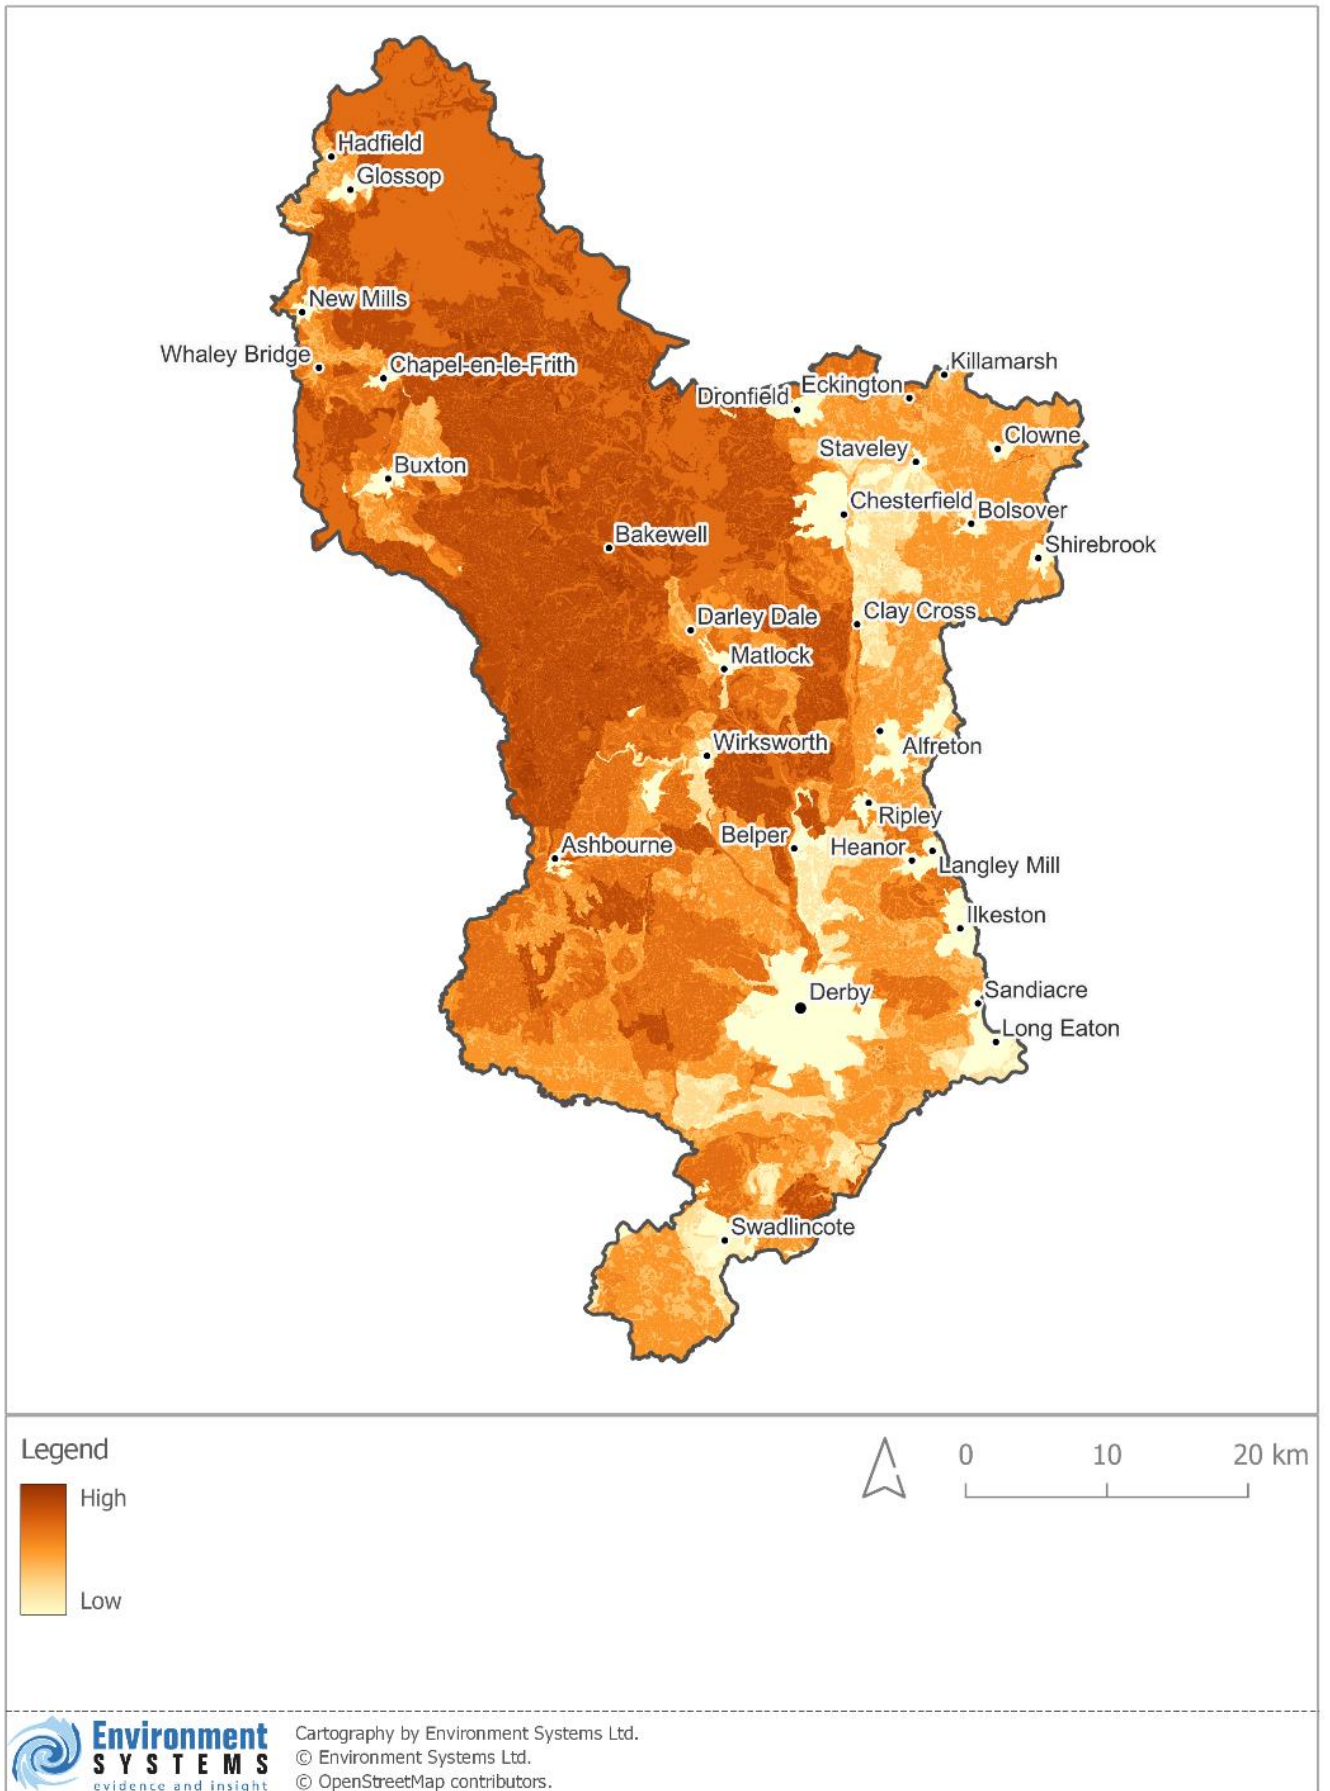 Hadfield
Glossop
New Mills
Whaley Bridge
Chapel-en-le-Frith
Killamarsh
Dronfield
Eckington
Clowne
Staveley
Buxton
Chesterfield
Bolsover
Bakewell
Shirebrook
Darley Dale
Clay Cross
Matlock
Wirksworth
Alfreton
Ripley
Belper
Heanor
Ashbourne
Langley Mill
Ilkeston
Derby
Sandiacre
Long Eaton
Swadlincote
Legend
High
Low
0 10 20 km
Environment
SYSTEMS
evidence and insight
Cartography by Environment Systems Ltd.
© Environment Systems Ltd.
© OpenStreetMap contributors.